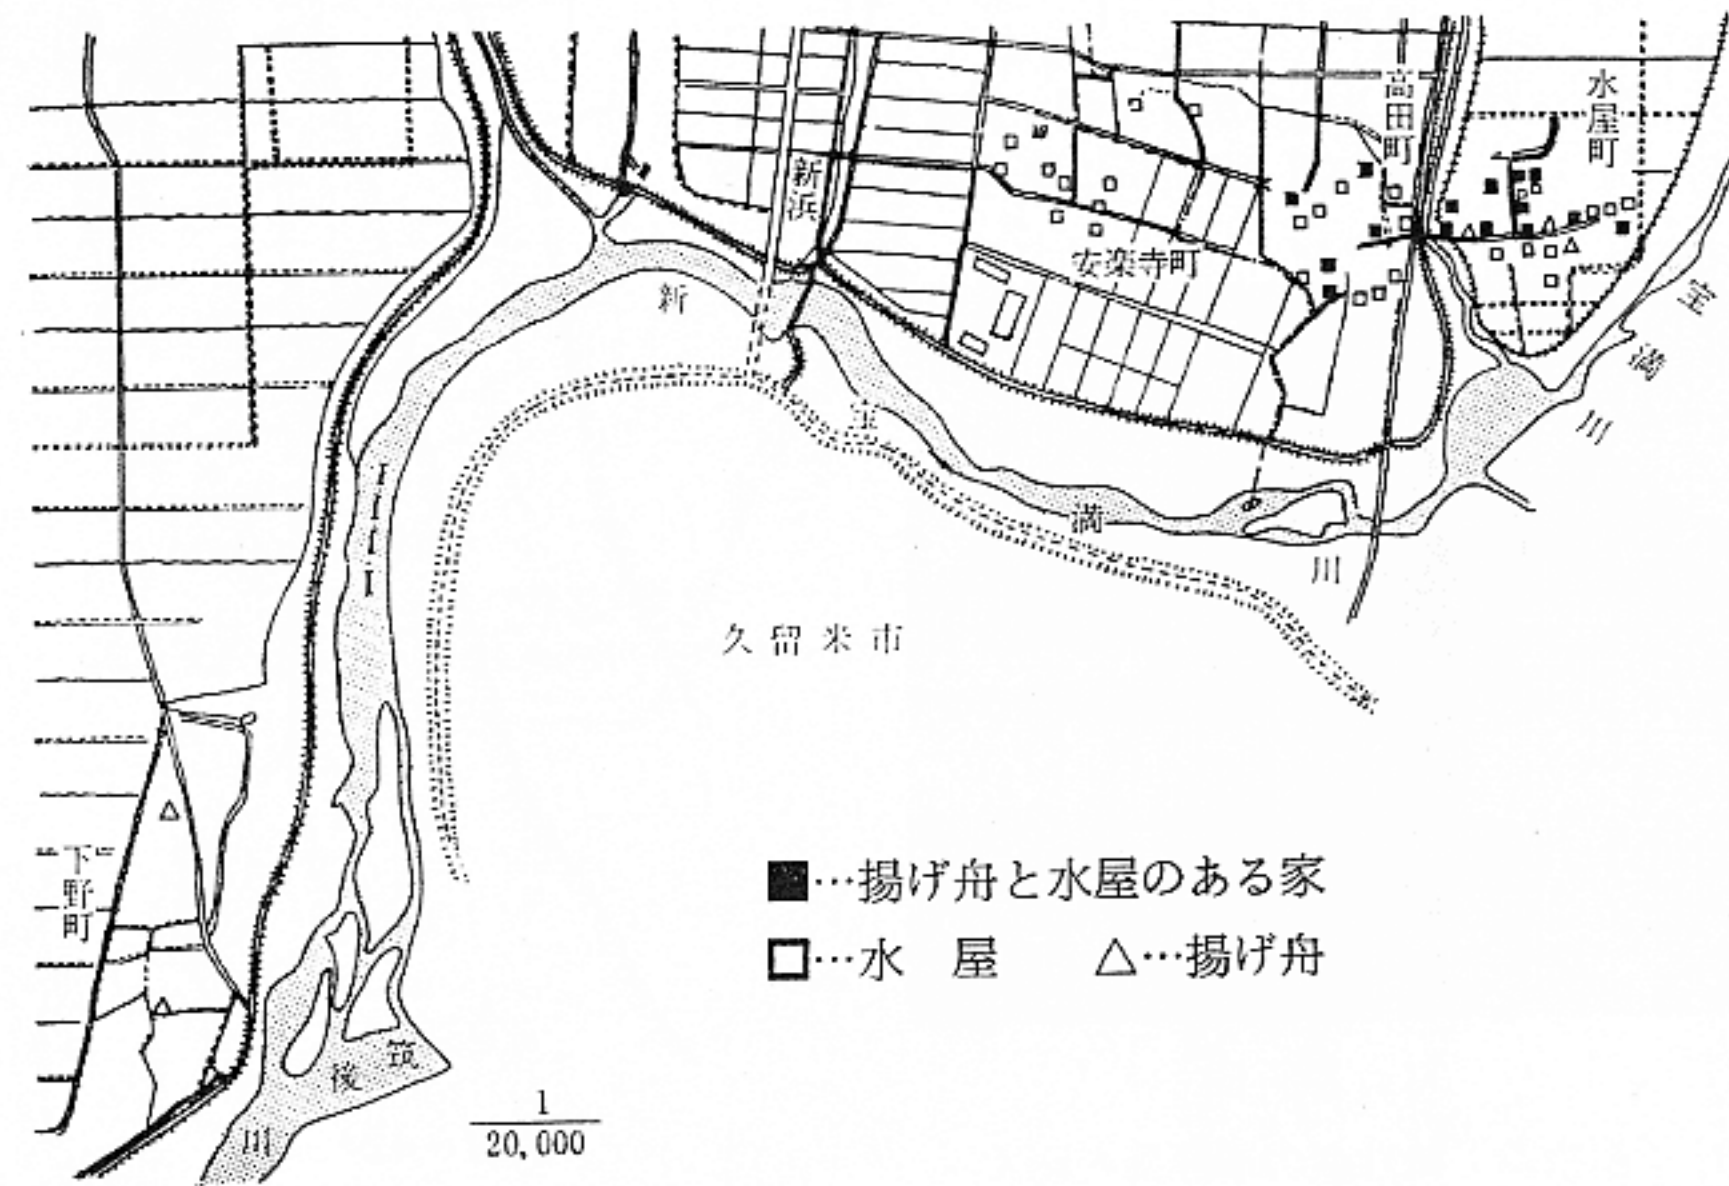 高田町
水屋町
新浜
安楽寺町
新宝満川
宝満川
久留米市
下野町
■…揚げ舟と水屋のある家
□…水　屋　△…揚げ舟
筑後川
1
20,000